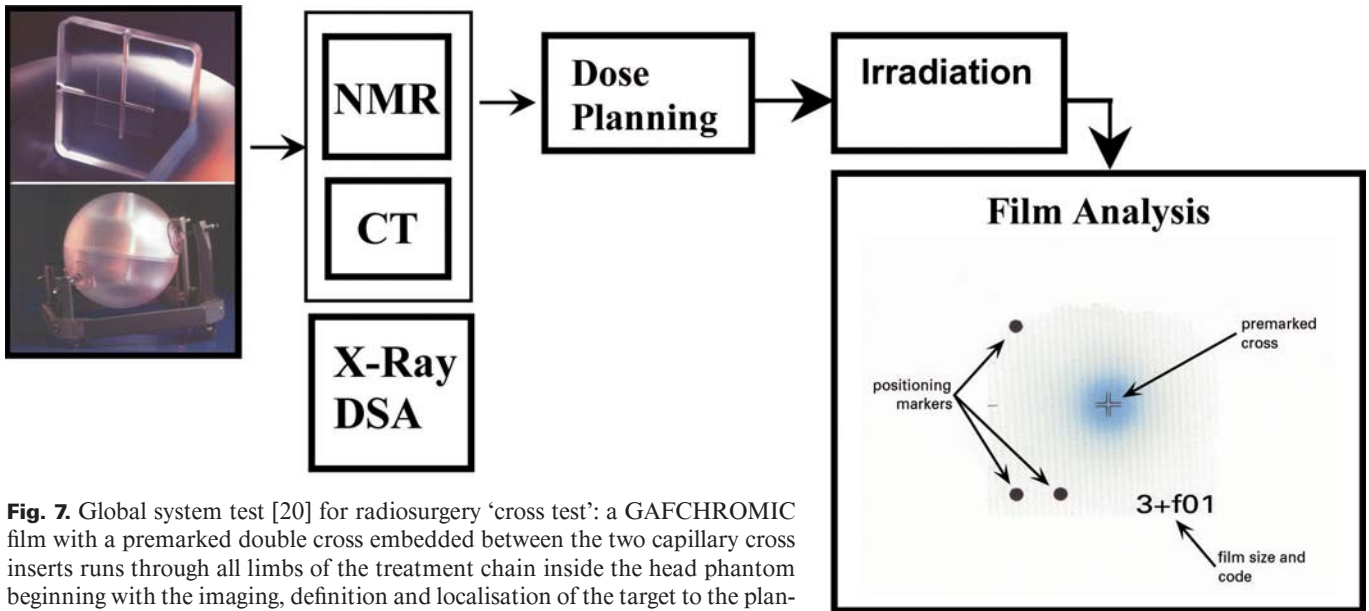 NMR
CT
X-Ray
DSA
Dose
Planning
Irradiation
Film Analysis
premarked
cross
positioning
markers
3+f01
film size and
code
Fig. 7. Global system test [20] for radiosurgery ‘cross test’: a GAFCHROMIC
film with a premarked double cross embedded between the two capillary cross
inserts runs through all limbs of the treatment chain inside the head phantom
beginning with the imaging, definition and localisation of the target to the plan-